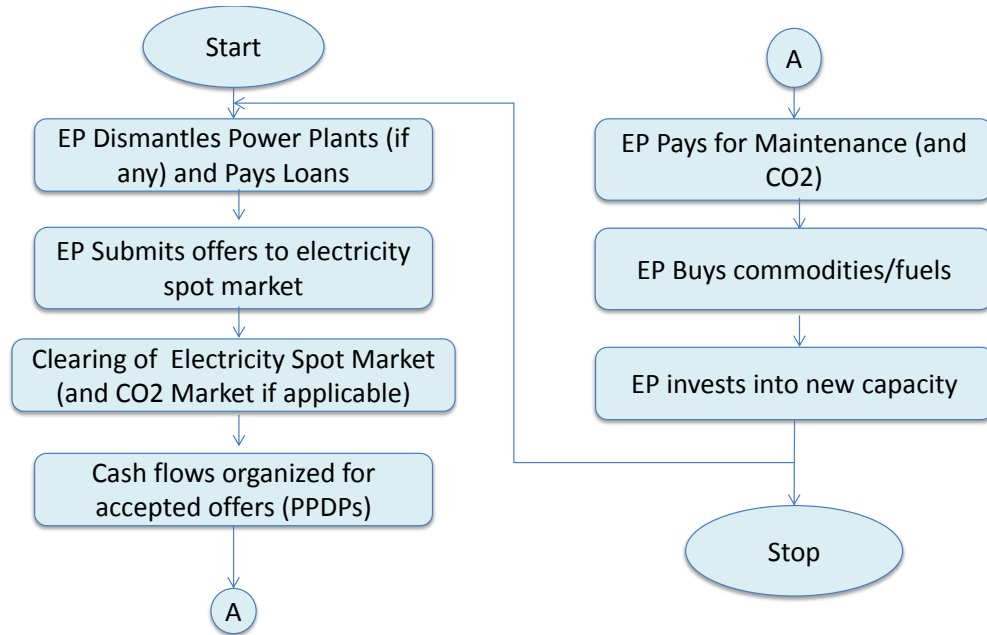 Start
EP Dismantles Power Plants (if
any) and Pays Loans
EP Submits offers to electricity
spot market
Clearing of Electricity Spot Market
(and CO2 Market if applicable)
Cash flows organized for
accepted offers (PPDPs)
A
A
EP Pays for Maintenance (and
CO2)
EP Buys commodities/fuels
EP invests into new capacity
Stop